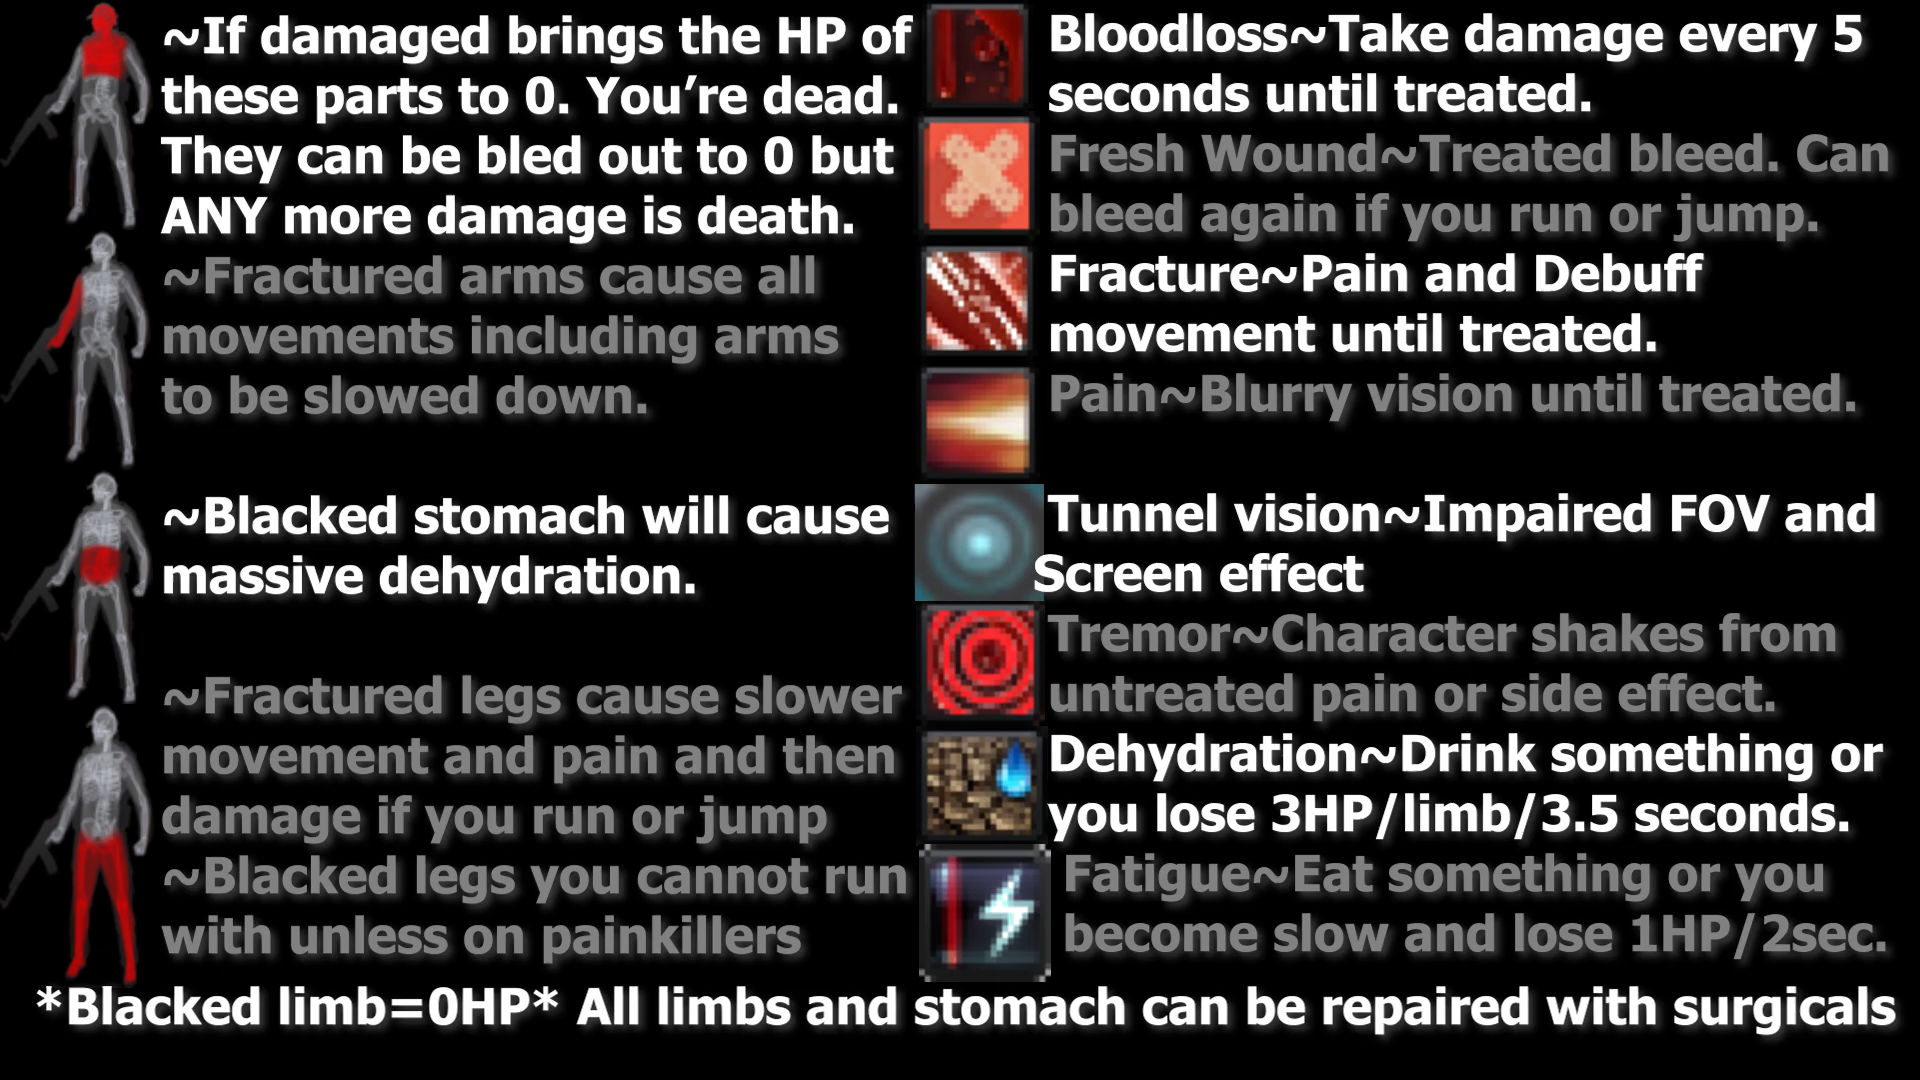 ~If damaged brings the HP of
these parts to 0. You’re dead.
They can be bled out to 0 but
ANY more damage is death.
~Fractured arms cause all
movements including arms
to be slowed down.
~Blacked stomach will cause
massive dehydration.
~Fractured legs cause slower
movement and pain and then
damage if you run or jump
~Blacked legs you cannot run
with unless on painkillers
Bloodloss~Take damage every 5
seconds until treated.
Fresh Wound~Treated bleed. Can
bleed again if you run or jump.
Fracture~Pain and Debuff
movement until treated.
Pain~Blurry vision until treated.
Tunnel vision~Impaired FOV and
Screen effect
Tremor~Character shakes from
untreated pain or side effect.
Dehydration~Drink something or
you lose 3HP/limb/3.5 seconds.
Fatigue~Eat something or you
become slow and lose 1HP/2sec.
*Blacked limb=0HP* All limbs and stomach can be repaired with surgicals